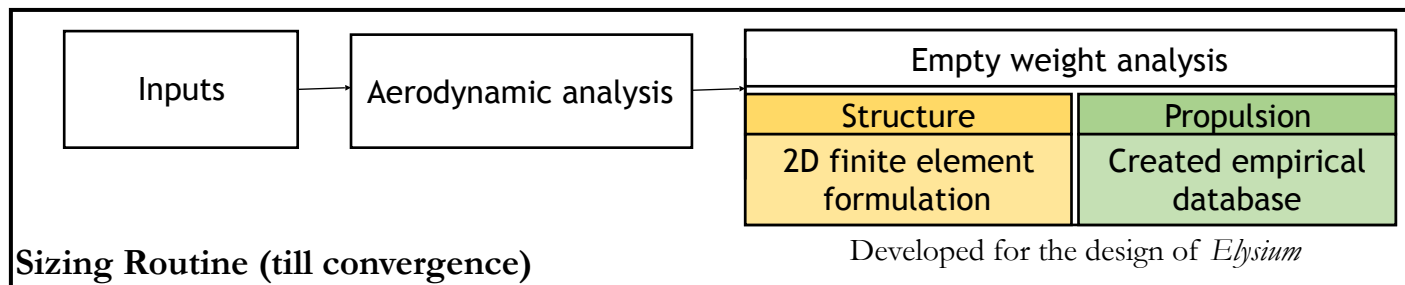 Inputs
Aerodynamic analysis
Empty weight analysis
Structure
Propulsion
2D finite element
formulation
Created empirical
database
Developed for the design of Elysium
Sizing Routine (till convergence)